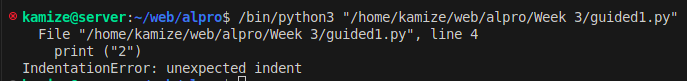 kamize@server:~/web/alpro$ /bin/python3 "/home/kamize/web/alpro/Week 3/guided1.py"
  File "/home/kamize/web/alpro/Week 3/guided1.py", line 4
    print ("2")
IndentationError: unexpected indent